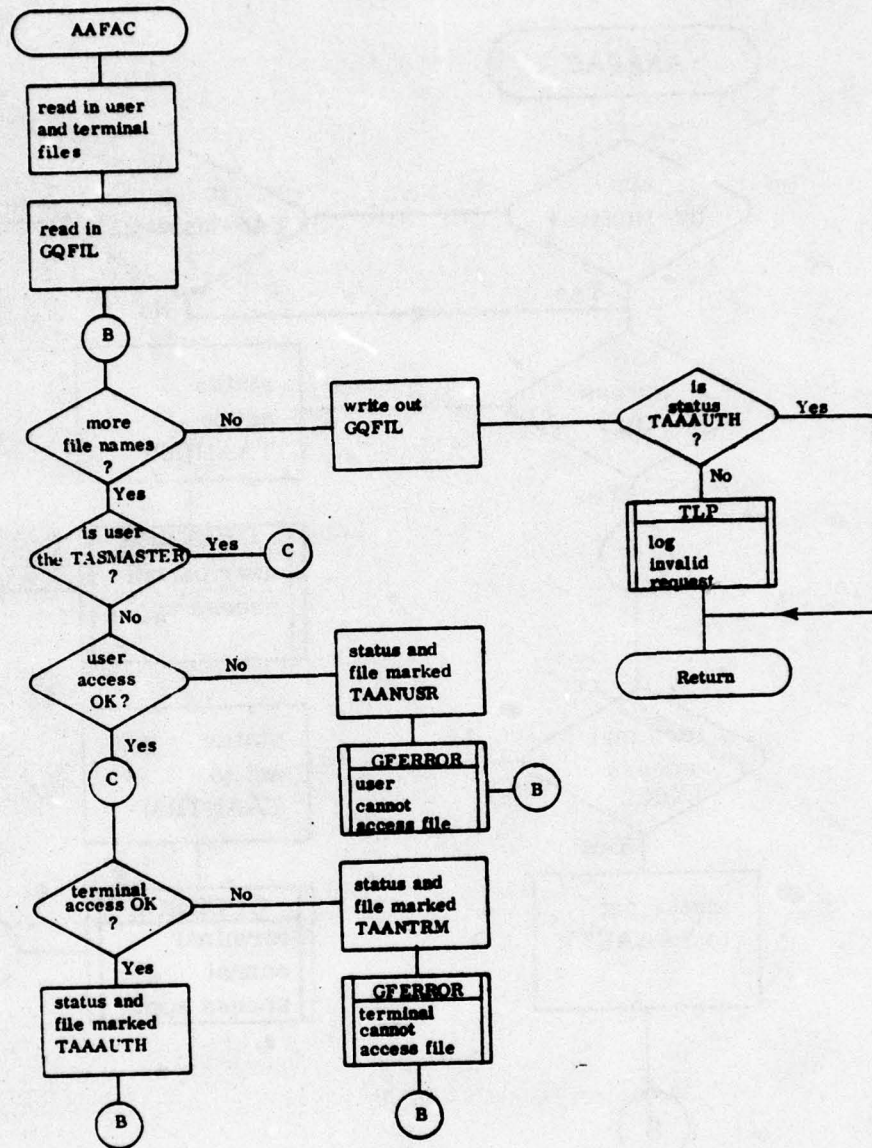 AAFAC
read in user
and terminal
files
read in
GQFIL
B
more
file names
?
No
write out
GQFIL
is
status
TAAAUTH
?
Yes
No
TLP
log
invalid
request
Return
Yes
is user
the TASMASTER
?
Yes
C
No
user
access
OK?
No
status and
file marked
TAANUSR
GFERROR
user
cannot
access file
B
Yes
C
terminal
access OK
?
No
status and
file marked
TAANTRM
GFERROR
terminal
cannot
access file
B
Yes
status and
file marked
TAAAUTH
B